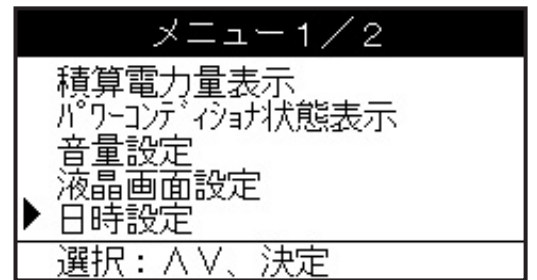 メニュー1／2
積算電力量表示
ﾊﾟﾜｰｺﾝﾃﾞｨｼｮﾅ状態表示
音量設定
液晶画面設定
▶日時設定
選択：∧∨、決定